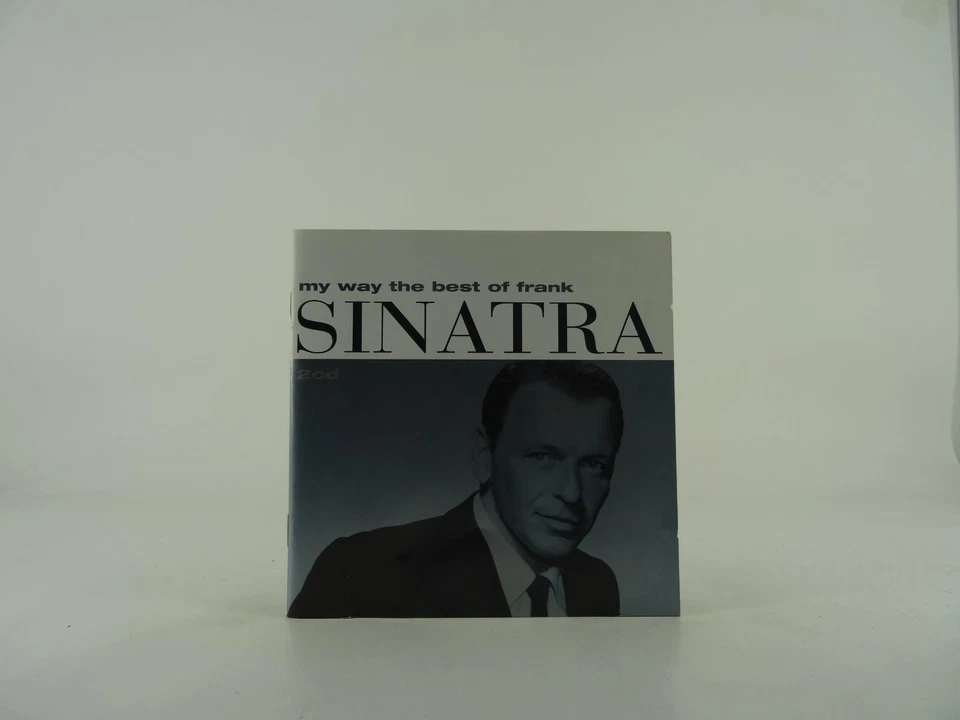 my way the best of frank
SINATRA
2cd